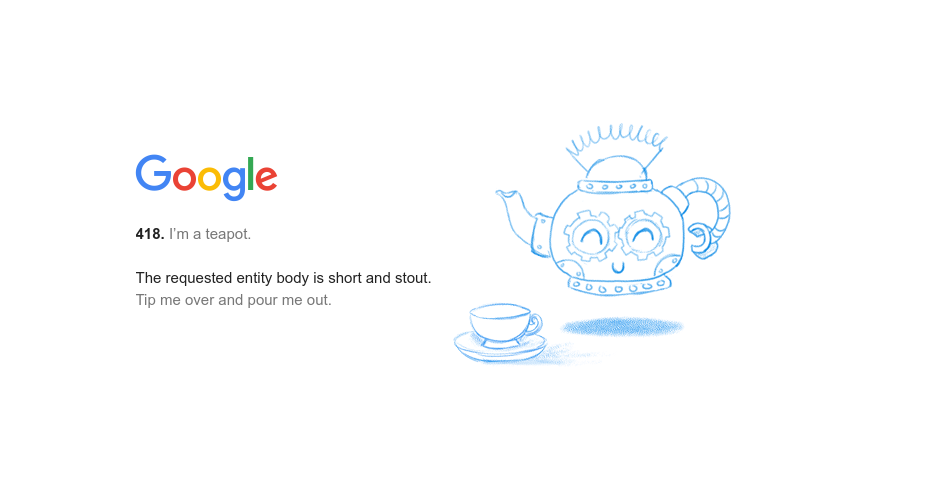 Google
418. I'm a teapot.
The requested entity body is short and stout.
Tip me over and pour me out.